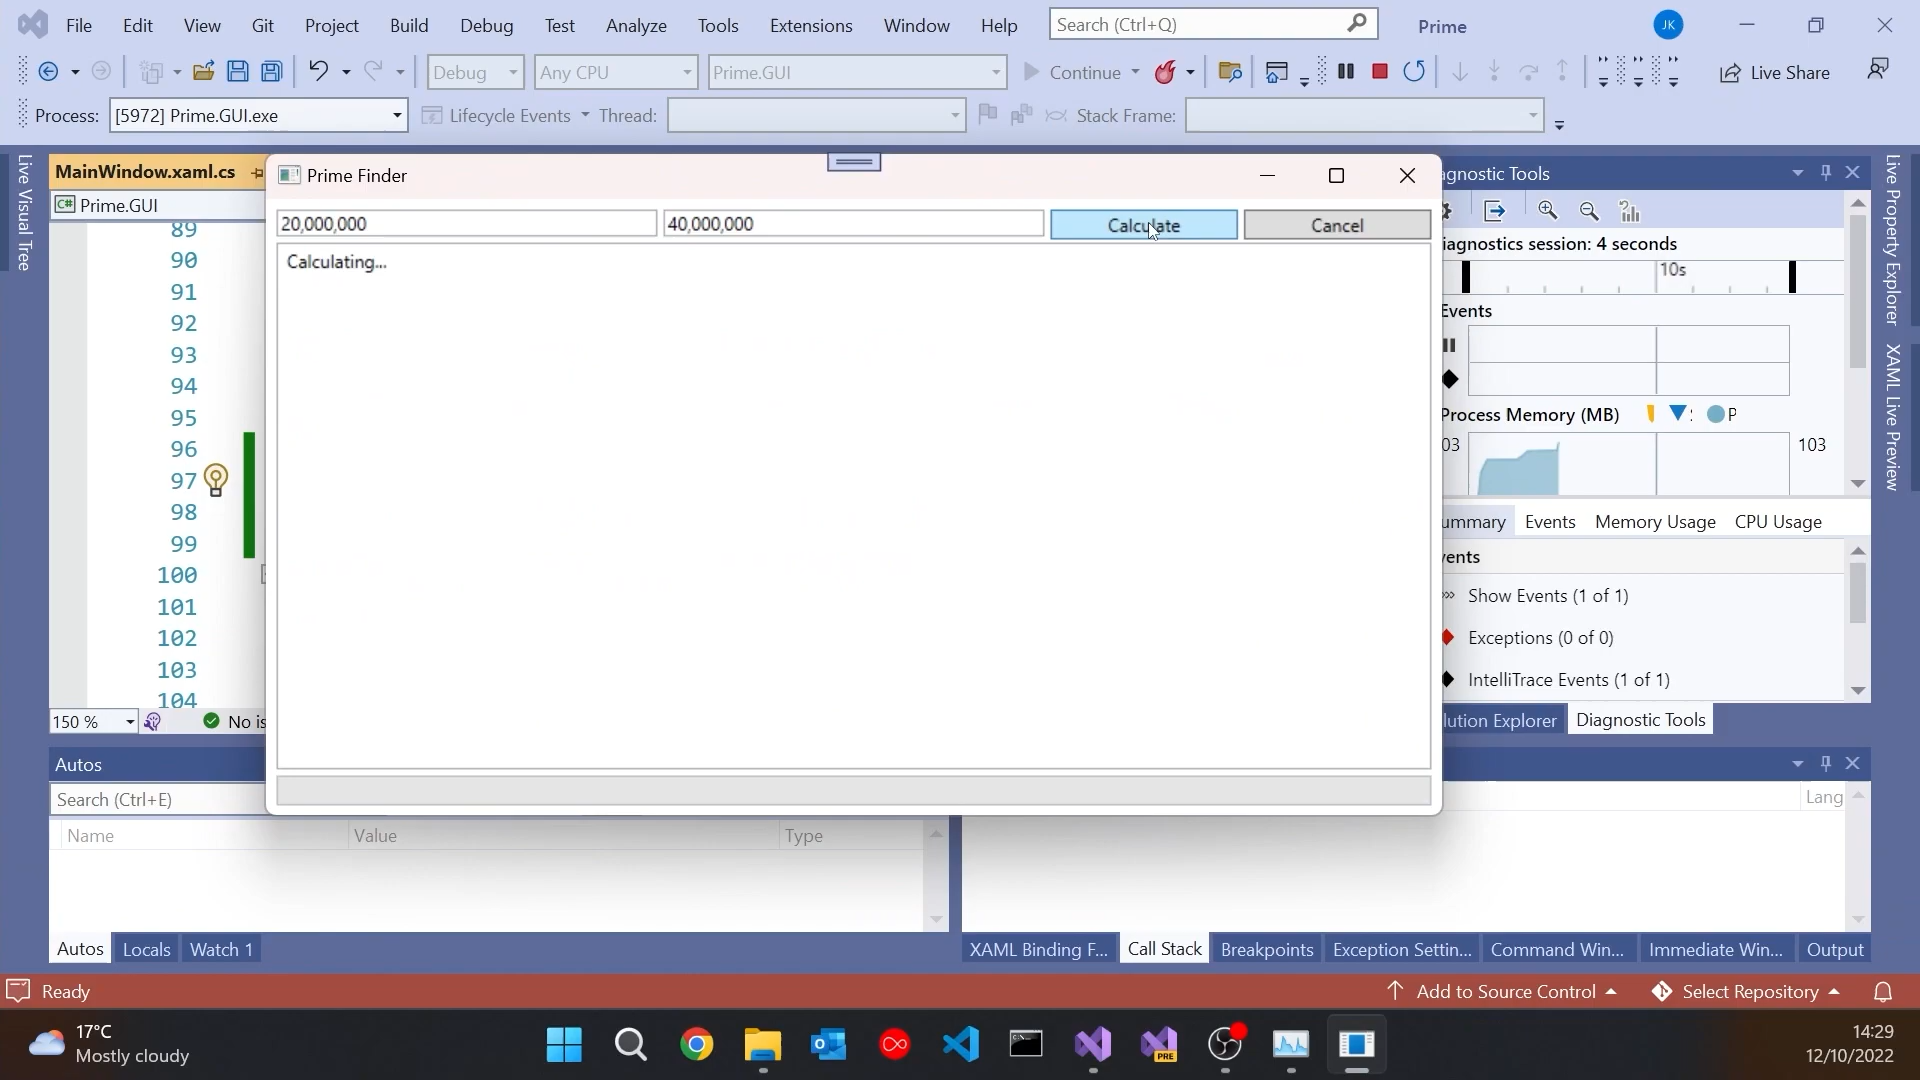 File Edit View Git Project Build Debug Test Analyze Tools Extensions Window Help Search (Ctrl+Q) Prime JK
Debug Any CPU Prime.GUI Continue Live Share
Process: [5972] Prime.GUI.exe Lifecycle Events Thread: Stack Frame:
Live Visual Tree
MainWindow.xaml.cs
Prime.GUI
89
90
91
92
93
94
95
96
97
98
99
100
101
102
103
104
150 % No is
Prime Finder
20,000,000 40,000,000 Calculate Cancel
Calculating...
agnostic Tools
iagnostics session: 4 seconds
10s
Events
Process Memory (MB) P
03 103
ummary Events Memory Usage CPU Usage
vents
Show Events (1 of 1)
Exceptions (0 of 0)
IntelliTrace Events (1 of 1)
lution Explorer Diagnostic Tools
Live Property Explorer
XAML Live Preview
Autos
Search (Ctrl+E)
Name Value Type
Autos Locals Watch 1
Lang
XAML Binding F... Call Stack Breakpoints Exception Settin... Command Win... Immediate Win... Output
Ready Add to Source Control Select Repository
17°C
Mostly cloudy
PRE
14:29
12/10/2022